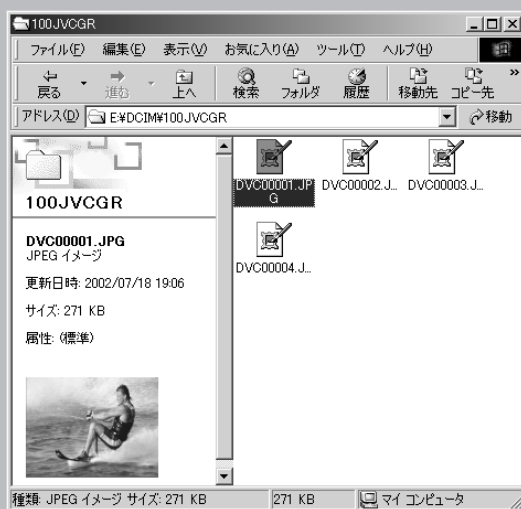 100JVCGR
ファイル(F) 編集(E) 表示(V) お気に入り(A) ツール(T) ヘルプ(H)
戻る 進む 上へ 検索 フォルダ 履歴 移動先 コピー先 »
アドレス(D) E:¥DCIM¥100JVCGR 移動
100JVCGR
DVC00001.JPG
JPEG イメージ
更新日時: 2002/07/18 19:06
サイズ: 271 KB
属性: (標準)
DVC00001.JP
G
DVC00002.J...
DVC00003.J...
DVC00004.J...
種類: JPEG イメージ サイズ: 271 KB 271 KB マイ コンピュータ